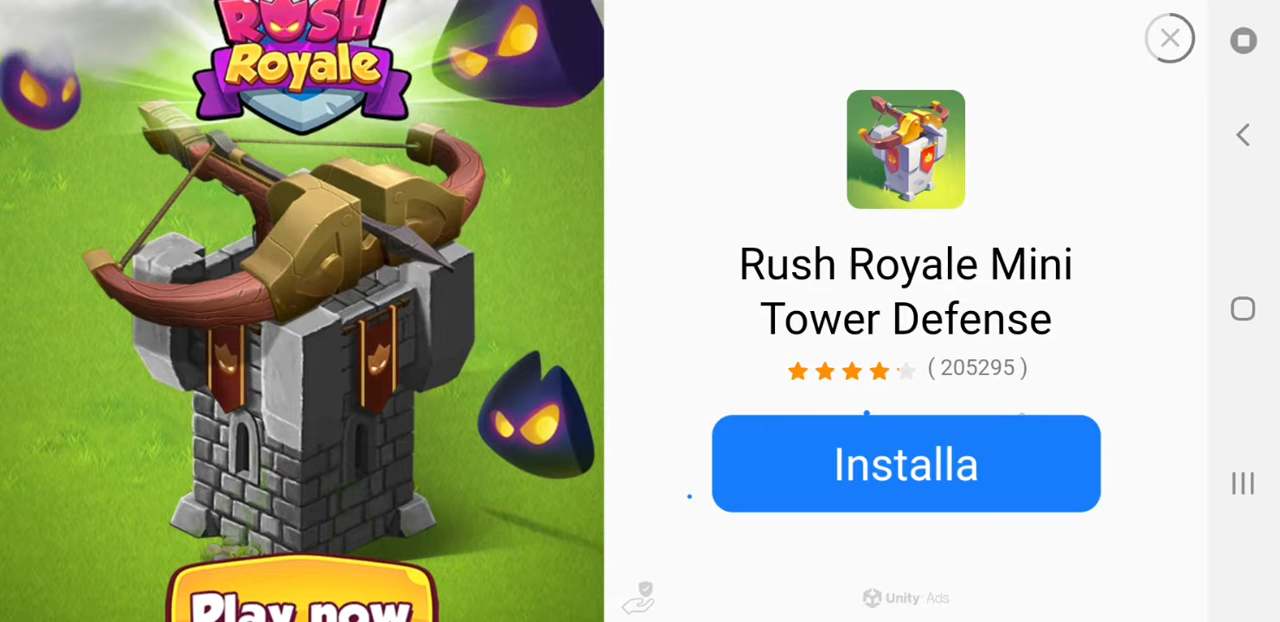 RUSH
Royale
Play now
Rush Royale Mini
Tower Defense
( 205295 )
Installa
Unity Ads